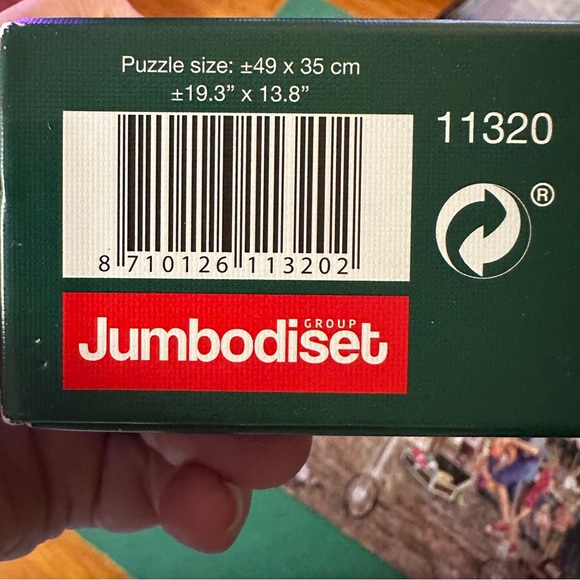 Puzzle size: ±49 x 35 cm
±19.3” x 13.8”
11320
®
8 710126 113202
GROUP
Jumbodiset